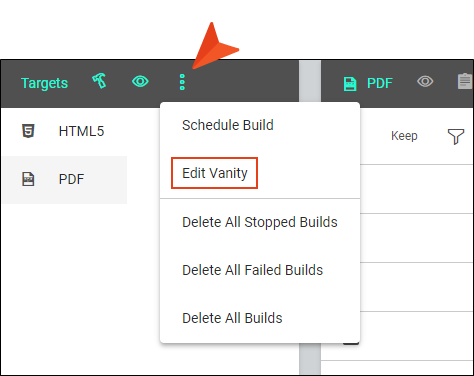 Targets
PDF
HTML5
PDF
Schedule Build
Edit Vanity
Delete All Stopped Builds
Delete All Failed Builds
Delete All Builds
Keep